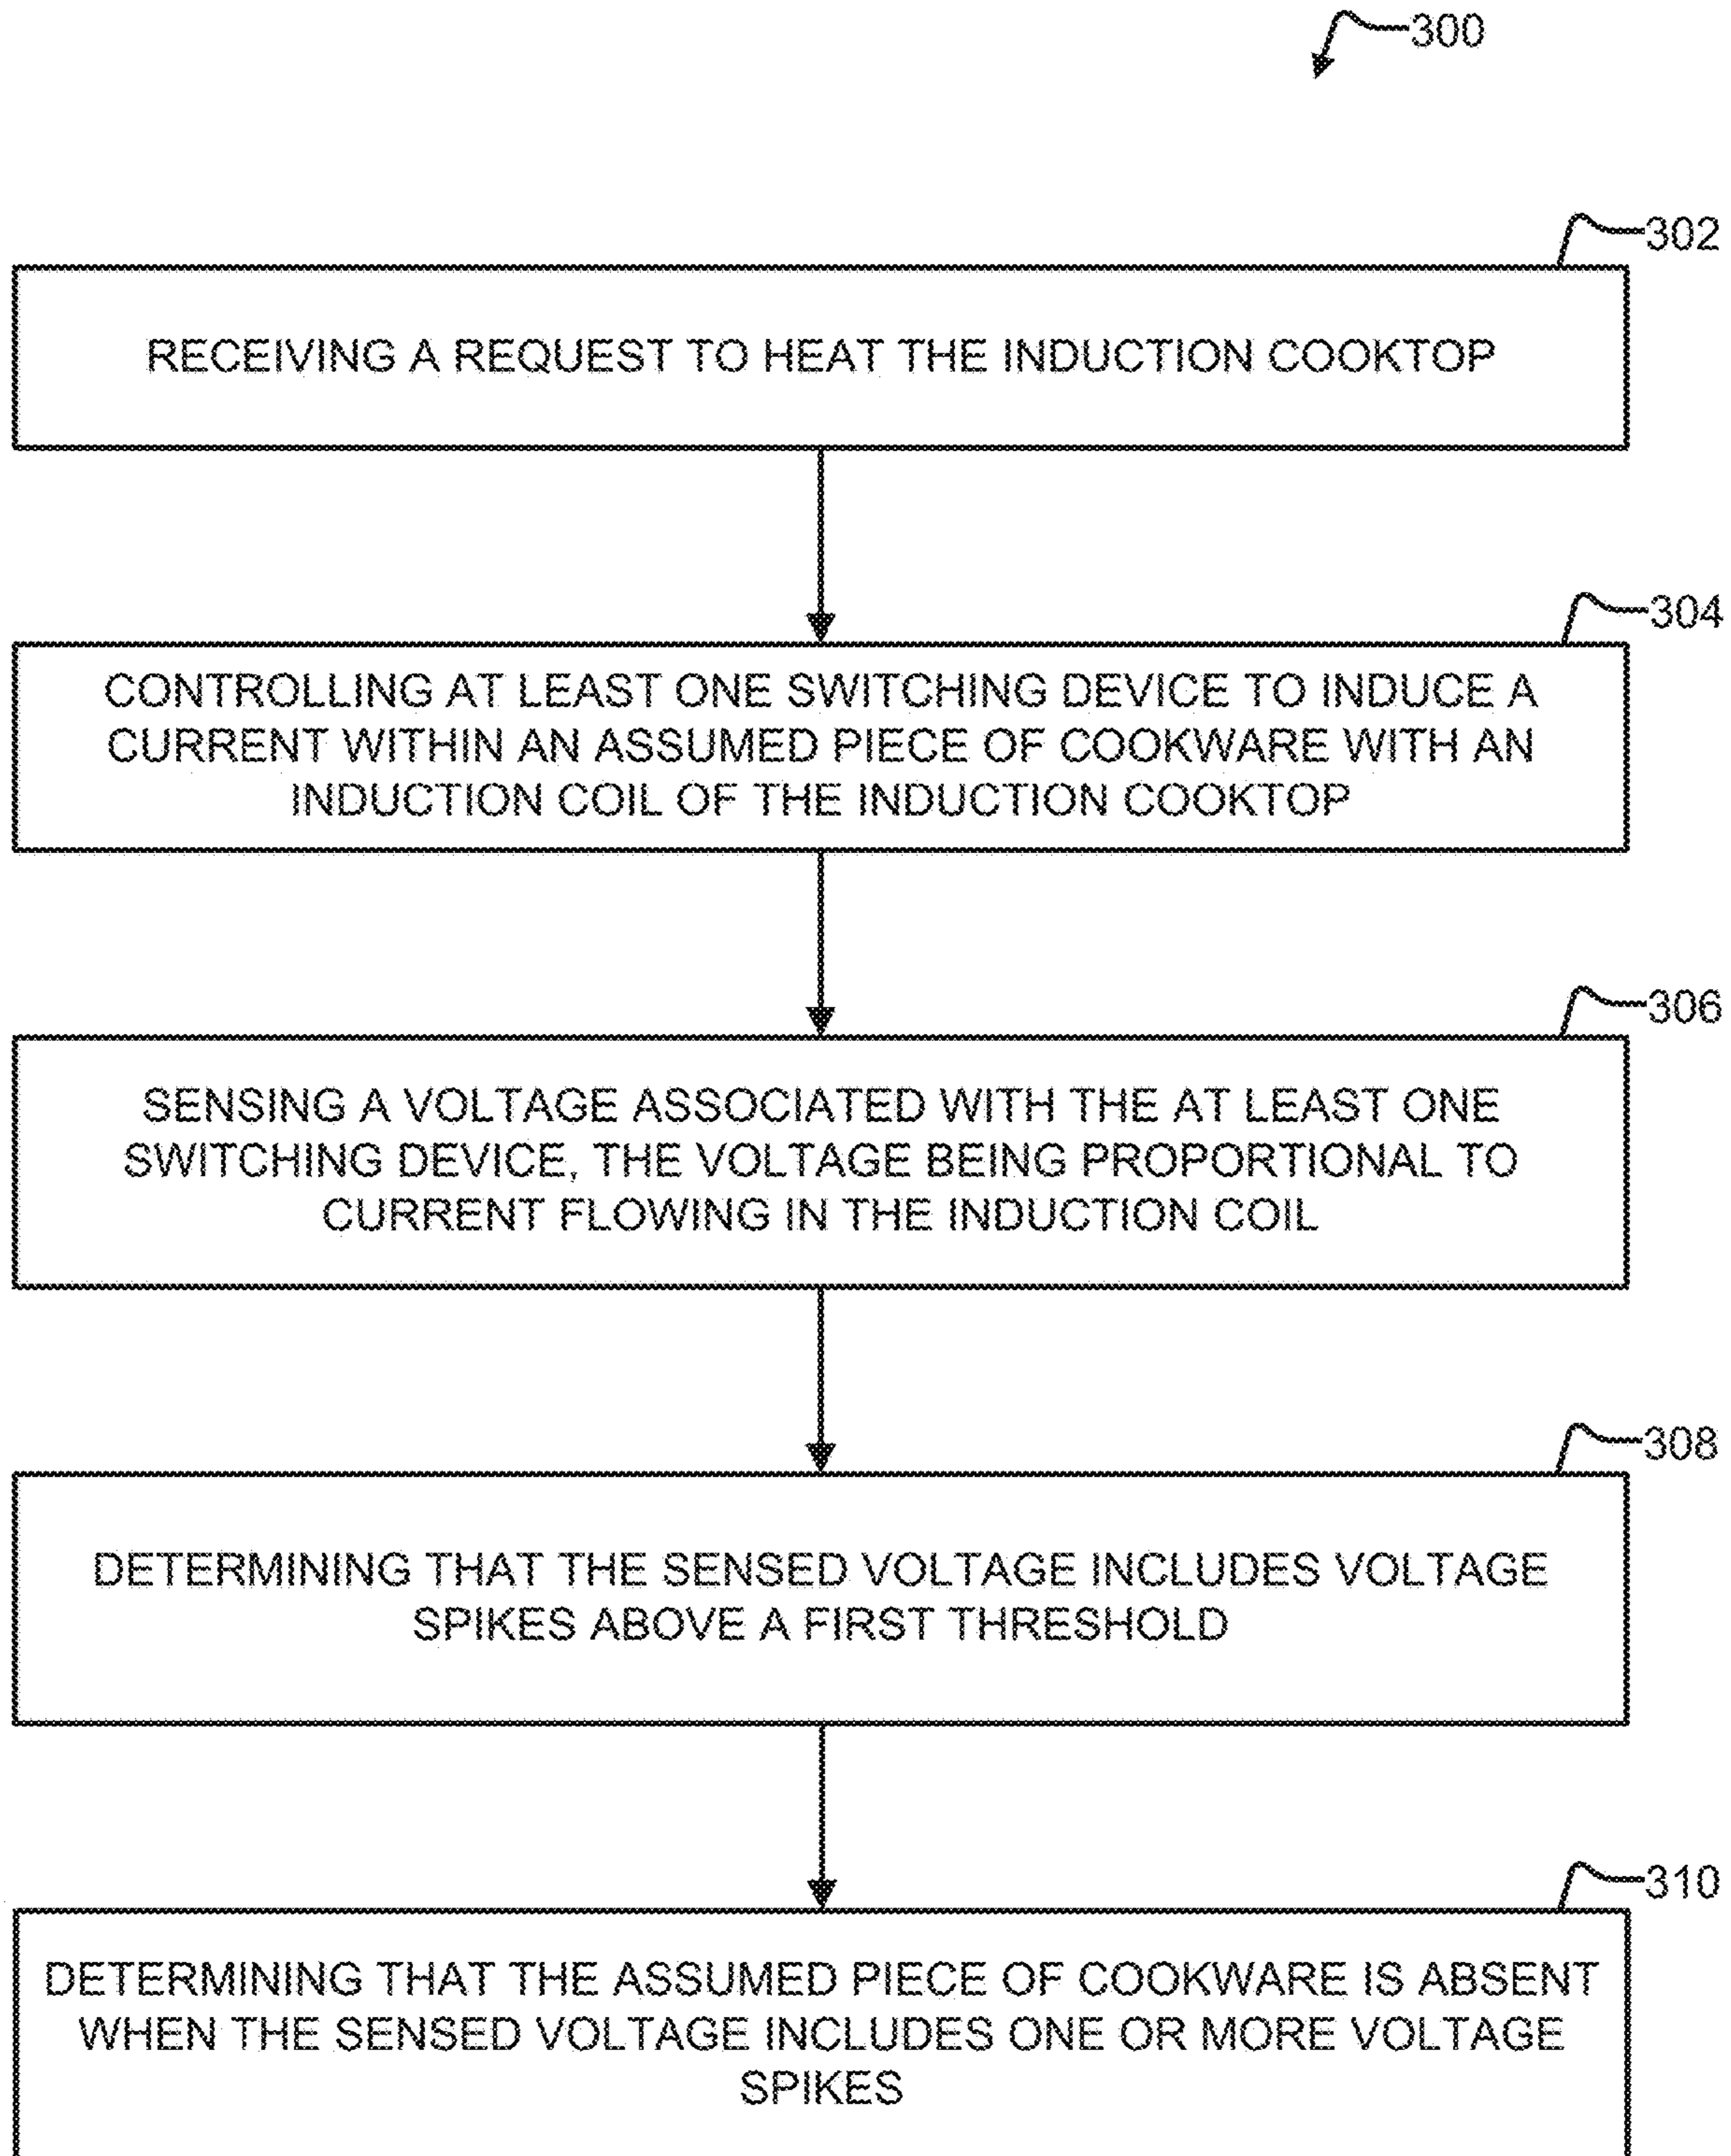 300
302
RECEIVING A REQUEST TO HEAT THE INDUCTION COOKTOP
304
CONTROLLING AT LEAST ONE SWITCHING DEVICE TO INDUCE A
CURRENT WITHIN AN ASSUMED PIECE OF COOKWARE WITH AN
INDUCTION COIL OF THE INDUCTION COOKTOP
306
SENSING A VOLTAGE ASSOCIATED WITH THE AT LEAST ONE
SWITCHING DEVICE, THE VOLTAGE BEING PROPORTIONAL TO
CURRENT FLOWING IN THE INDUCTION COIL
308
DETERMINING THAT THE SENSED VOLTAGE INCLUDES VOLTAGE
SPIKES ABOVE A FIRST THRESHOLD
310
DETERMINING THAT THE ASSUMED PIECE OF COOKWARE IS ABSENT
WHEN THE SENSED VOLTAGE INCLUDES ONE OR MORE VOLTAGE
SPIKES